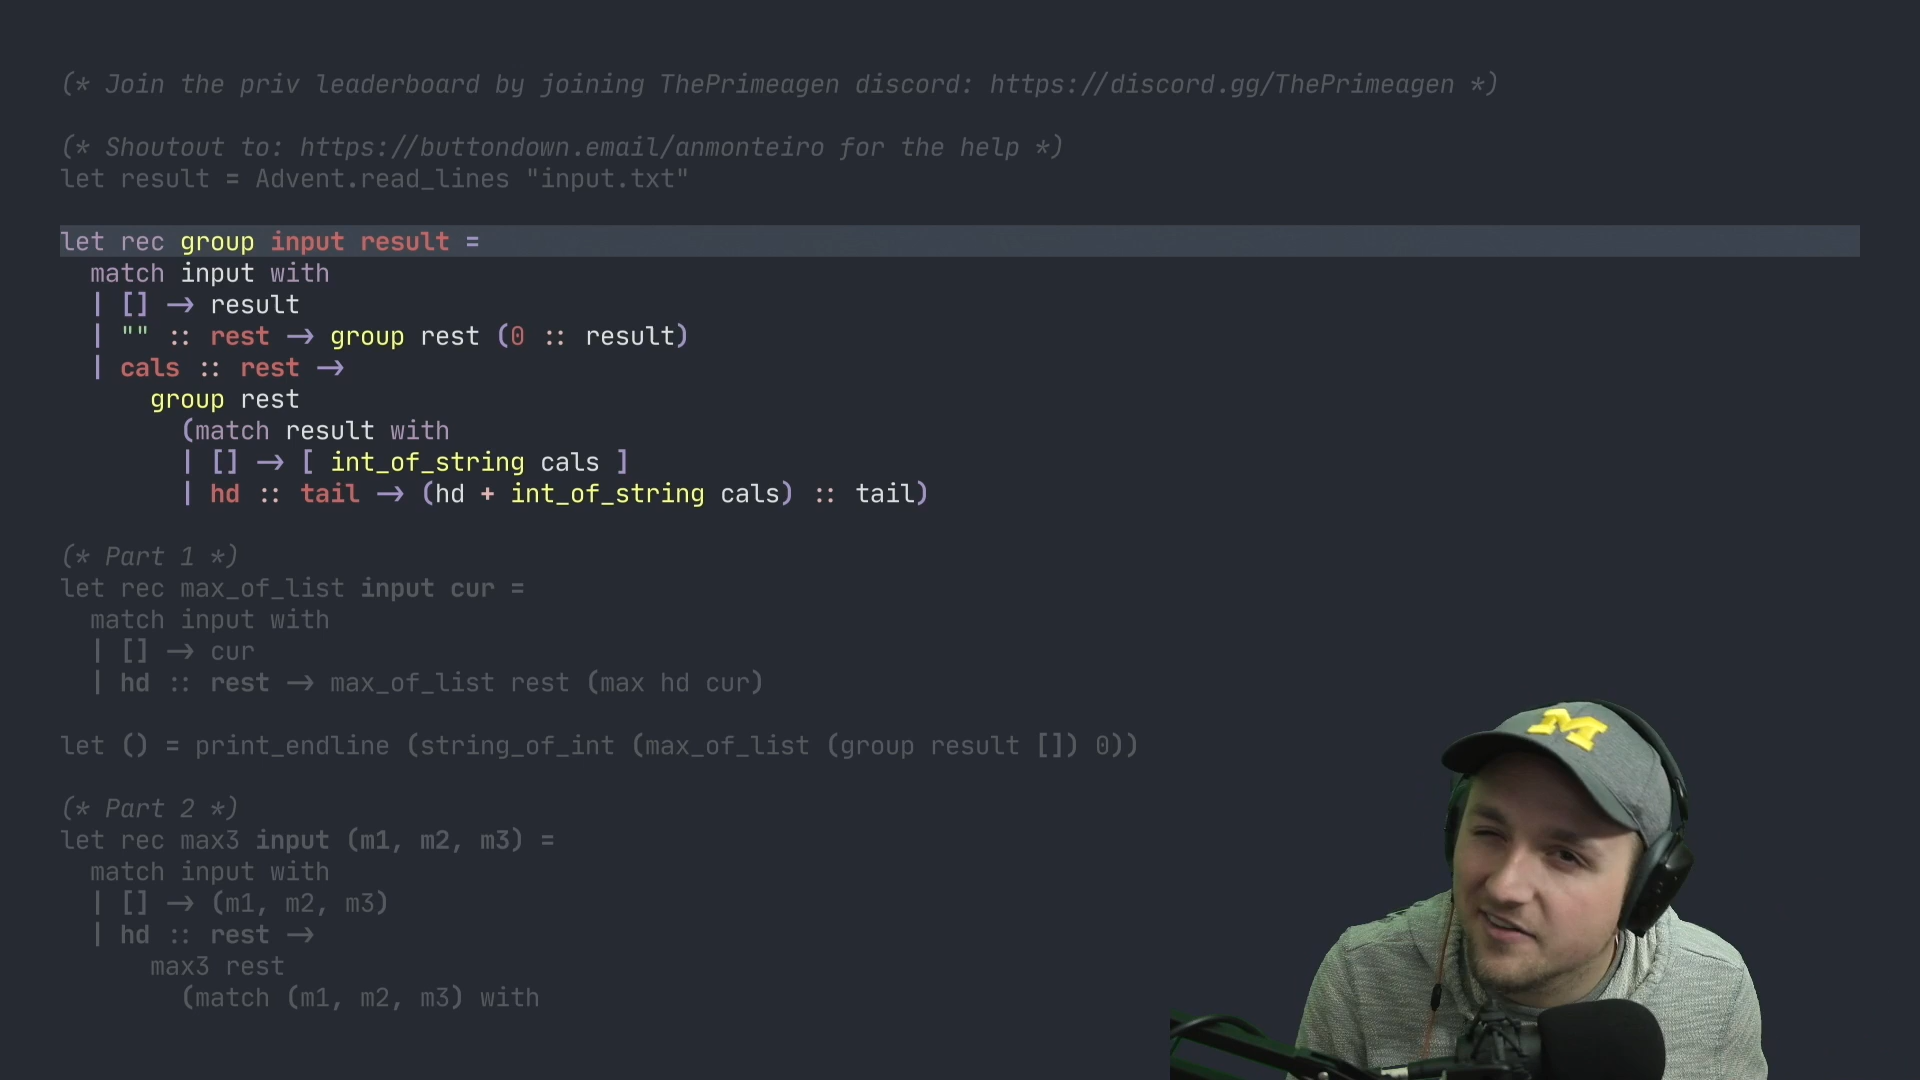 (* Join the priv leaderboard by joining ThePrimeagen discord: https://discord.gg/ThePrimeagen *)
(* Shoutout to: https://buttondown.email/anmonteiro for the help *)
let result = Advent.read_lines "input.txt"
let rec group input result =
match input with
| [] -> result
| "" :: rest -> group rest (0 :: result)
| cals :: rest ->
group rest
(match result with
| [] -> [ int_of_string cals ]
| hd :: tail -> (hd + int_of_string cals) :: tail)
(* Part 1 *)
let rec max_of_list input cur =
match input with
| [] -> cur
| hd :: rest -> max_of_list rest (max hd cur)
let () = print_endline (string_of_int (max_of_list (group result []) 0))
(* Part 2 *)
let rec max3 input (m1, m2, m3) =
match input with
| [] -> (m1, m2, m3)
| hd :: rest ->
max3 rest
(match (m1, m2, m3) with
M